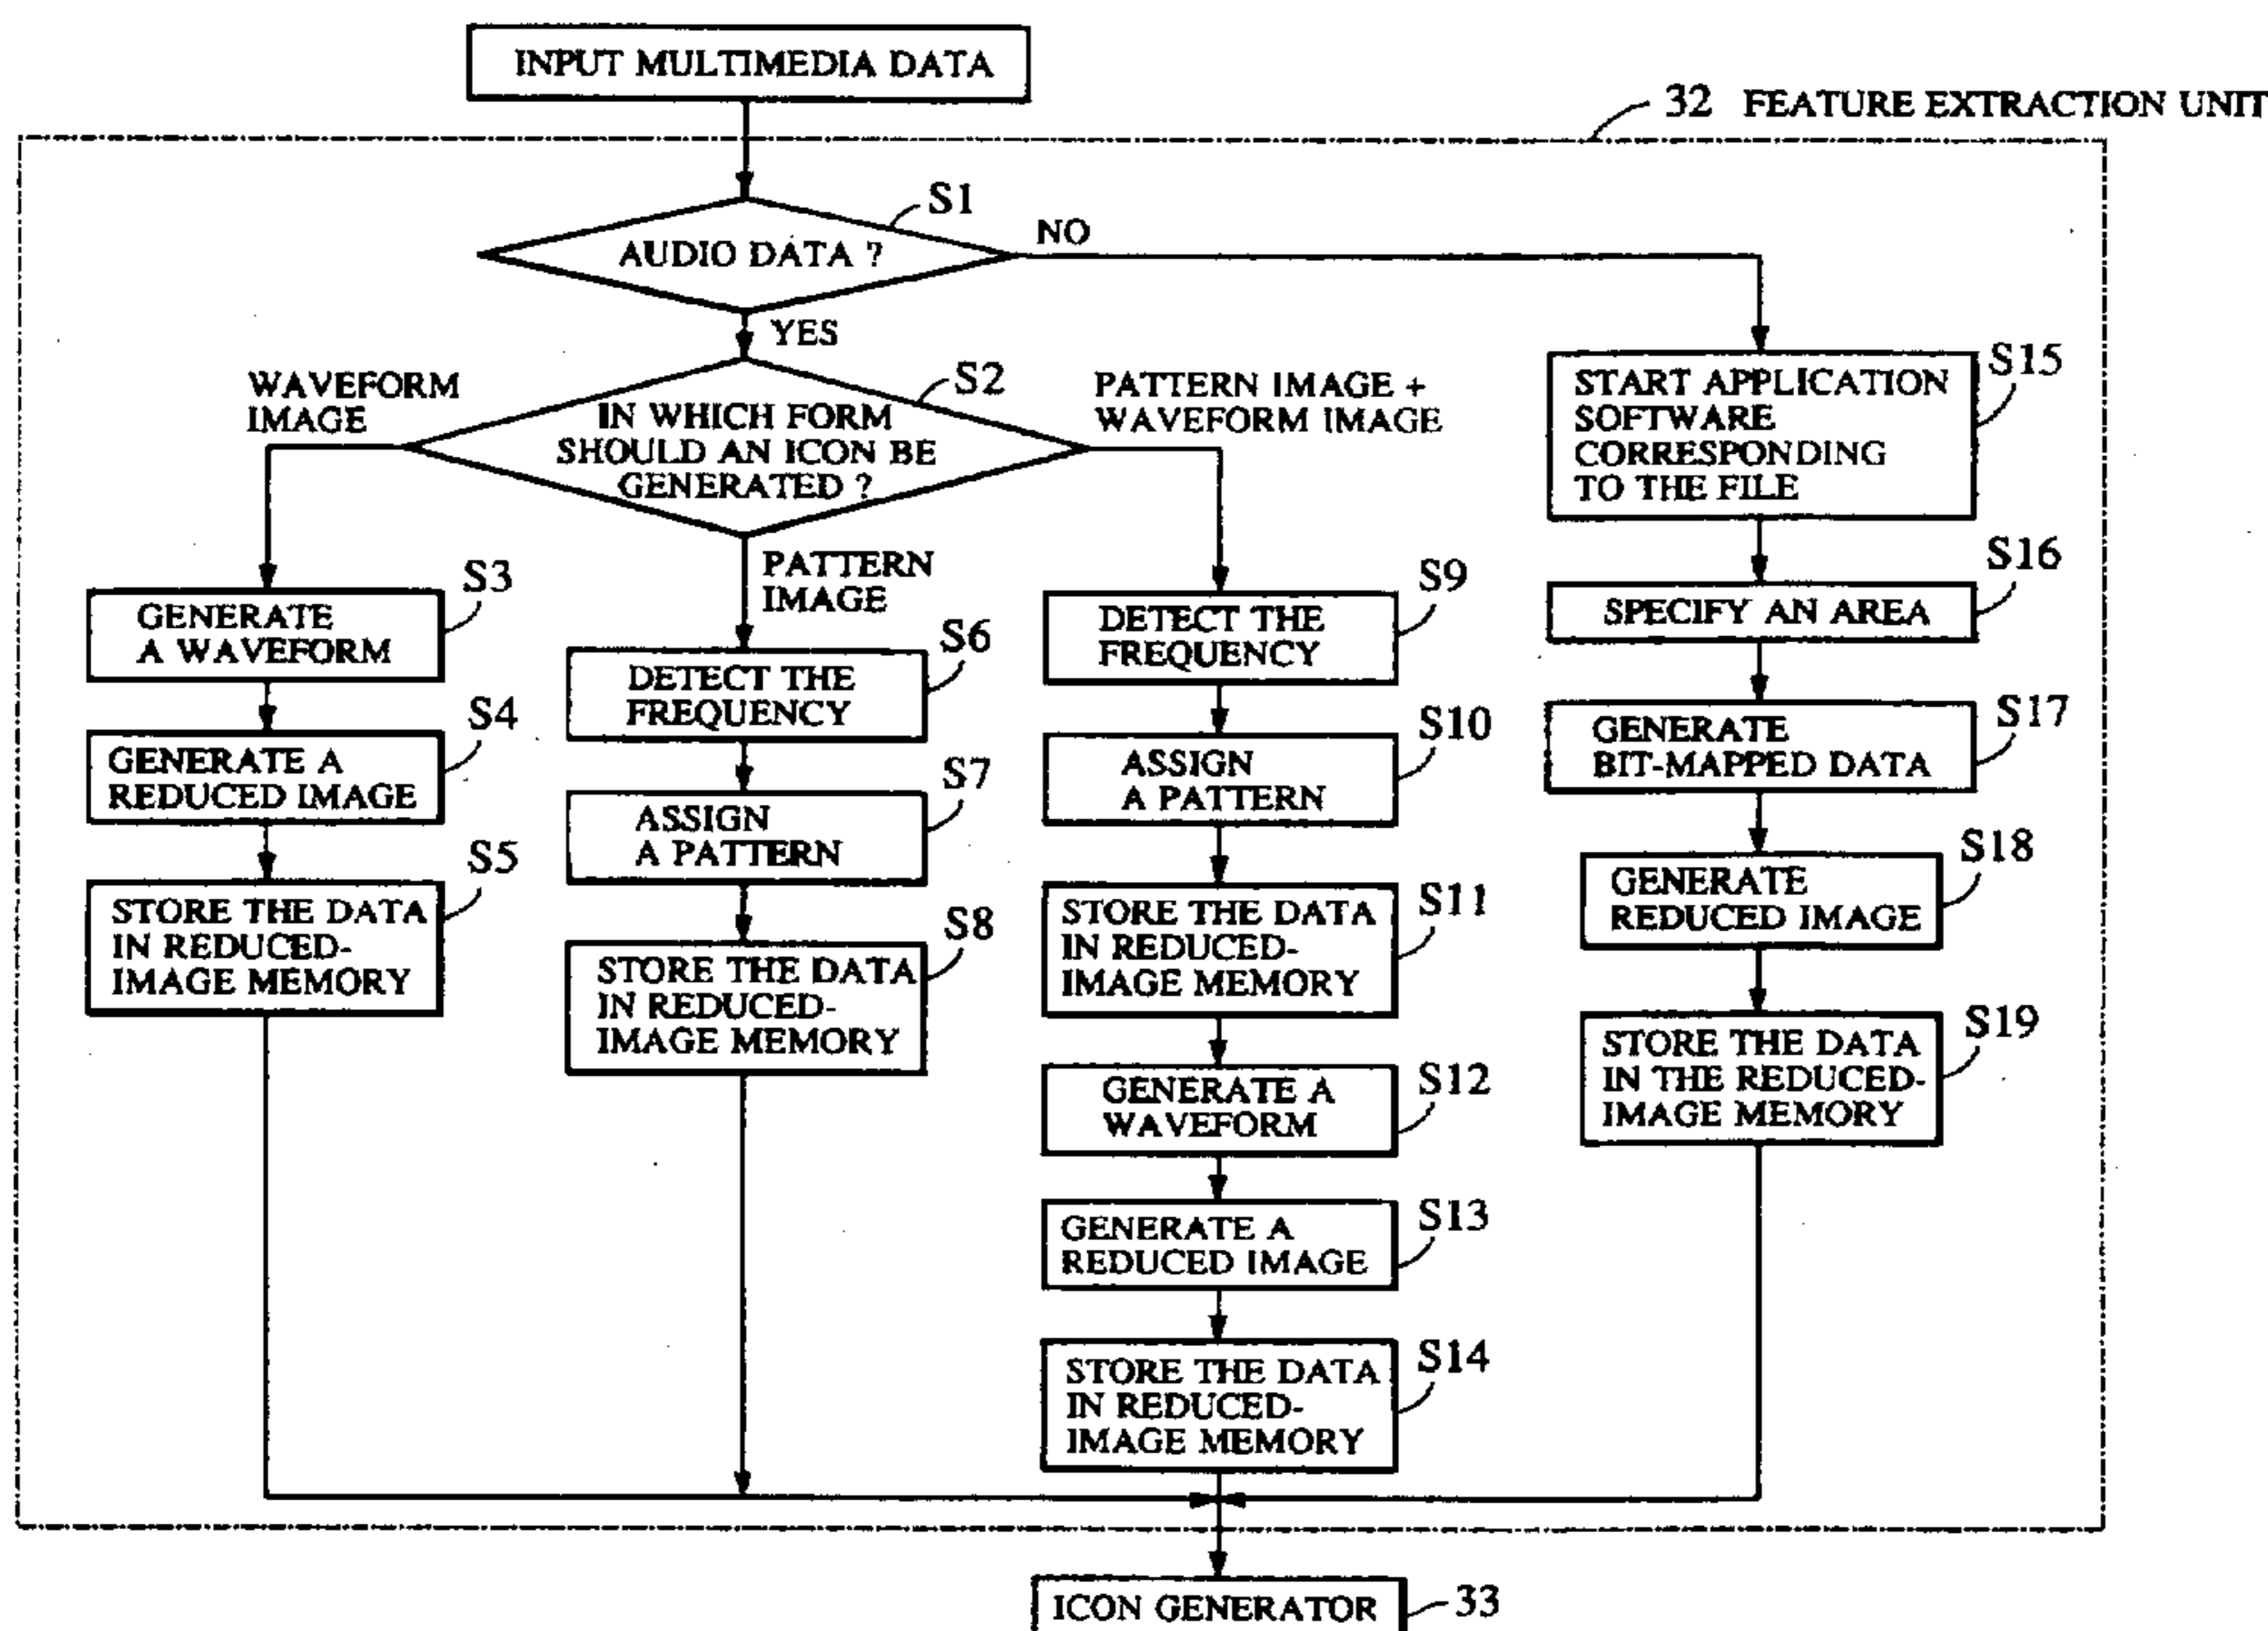 INPUT MULTIMEDIA DATA
32 FEATURE EXTRACTION UNIT
S1
AUDIO DATA ?
NO
YES
S2
WAVEFORM
IMAGE
IN WHICH FORM
SHOULD AN ICON BE
GENERATED ?
PATTERN IMAGE +
WAVEFORM IMAGE
PATTERN
IMAGE
S3
GENERATE
A WAVEFORM
S4
GENERATE A
REDUCED IMAGE
S5
STORE THE DATA
IN REDUCED-
IMAGE MEMORY
S6
DETECT THE
FREQUENCY
S7
ASSIGN
A PATTERN
S8
STORE THE DATA
IN REDUCED-
IMAGE MEMORY
S9
DETECT THE
FREQUENCY
S10
ASSIGN
A PATTERN
S11
STORE THE DATA
IN REDUCED-
IMAGE MEMORY
S12
GENERATE A
WAVEFORM
S13
GENERATE A
REDUCED IMAGE
S14
STORE THE DATA
IN REDUCED-
IMAGE MEMORY
S15
START APPLICATION
SOFTWARE
CORRESPONDING
TO THE FILE
S16
SPECIFY AN AREA
S17
GENERATE
BIT-MAPPED DATA
S18
GENERATE
REDUCED IMAGE
S19
STORE THE DATA
IN THE REDUCED-
IMAGE MEMORY
ICON GENERATOR
33